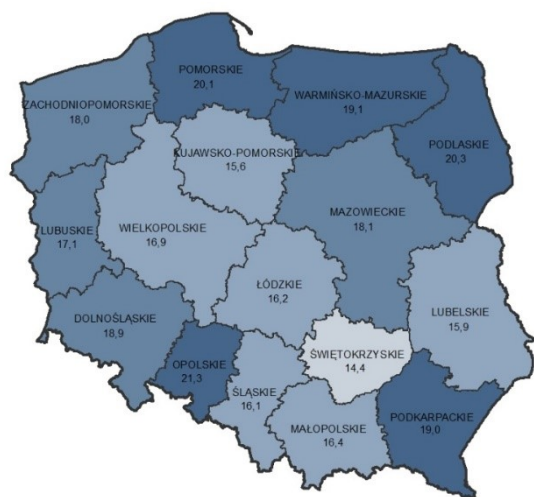 POMORSKIE
20,1
WARMIŃSKO-MAZURSKIE
19,1
ZACHODNIOPOMORSKIE
18,0
PODLASKIE
20,3
KUJAWSKO-POMORSKIE
15,6
MAZOWIECKIE
18,1
LUBUSKIE
17,1
WIELKOPOLSKIE
16,9
ŁÓDZKIE
16,2
LUBELSKIE
15,9
DOLNOŚLĄSKIE
18,9
ŚWIĘTOKRZYSKIE
14,4
OPOLSKIE
21,3
ŚLĄSKIE
16,1
MAŁOPOLSKIE
16,4
PODKARPACKIE
19,0